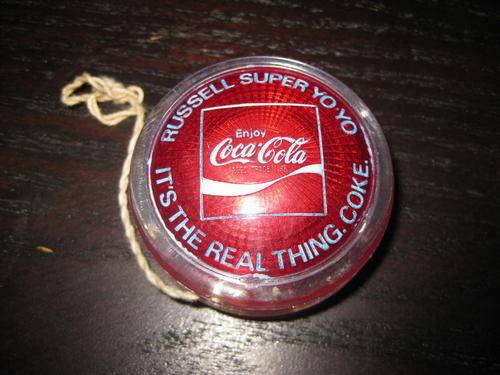 RUSSELL SUPER YO-YO
Enjoy
Coca-Cola
IT'S THE REAL THING. COKE.